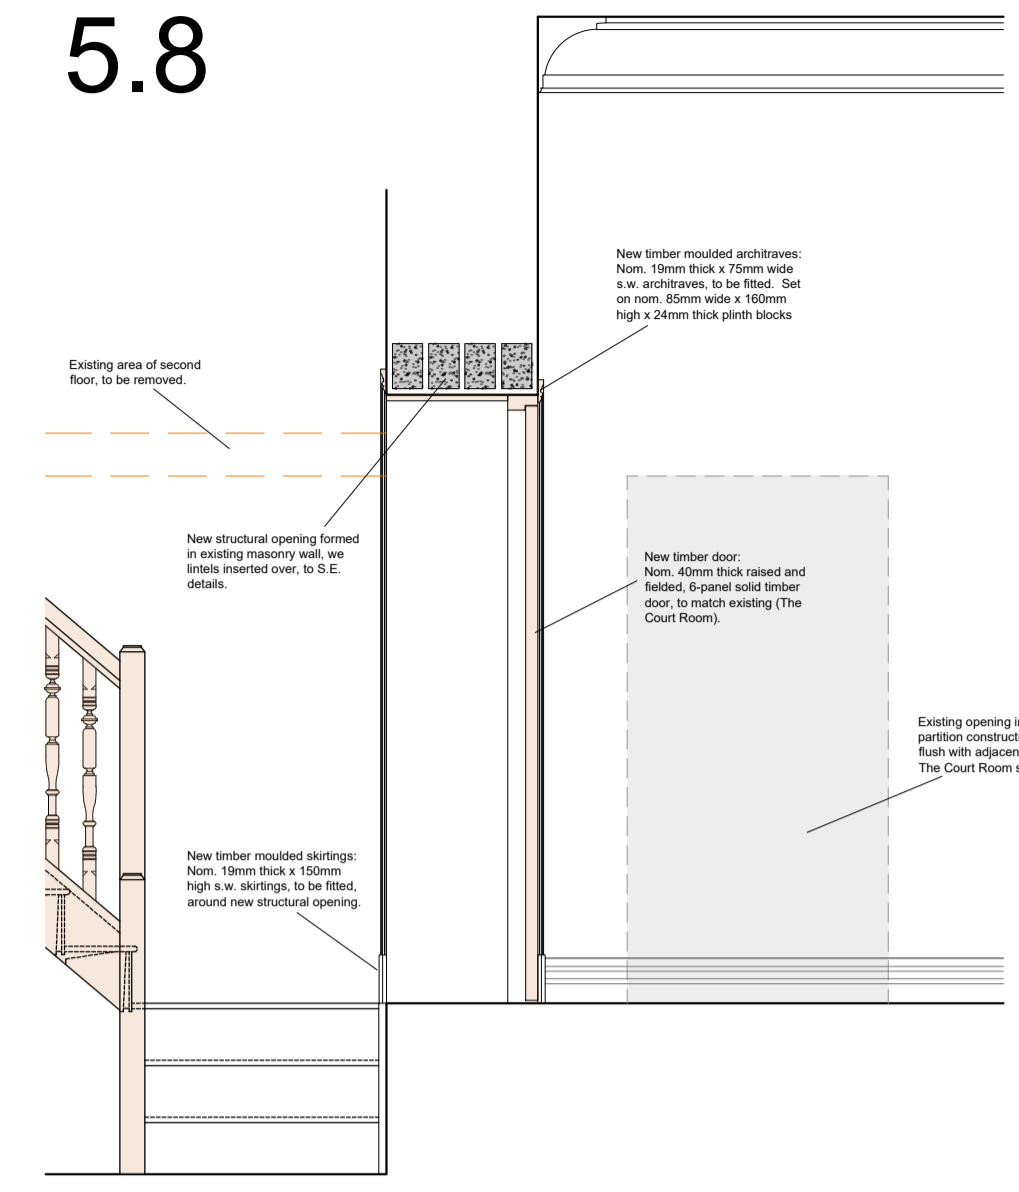 5.8
New timber moulded architraves:
Nom. 19mm thick x 75mm wide
s.w. architraves, to be fitted.  Set
on nom. 85mm wide x 160mm
high x 24mm thick plinth blocks
Existing area of second
floor, to be removed.
New structural opening formed
in existing masonry wall, we
lintels inserted over, to S.E.
details.
New timber door:
Nom. 40mm thick raised and
fielded, 6-panel solid timber
door, to match existing (The
Court Room).
Existing opening
partition
flush with
The Court Room
New timber moulded skirtings:
Nom. 19mm thick x 150mm
high s.w. skirtings, to be fitted,
around new structural opening.